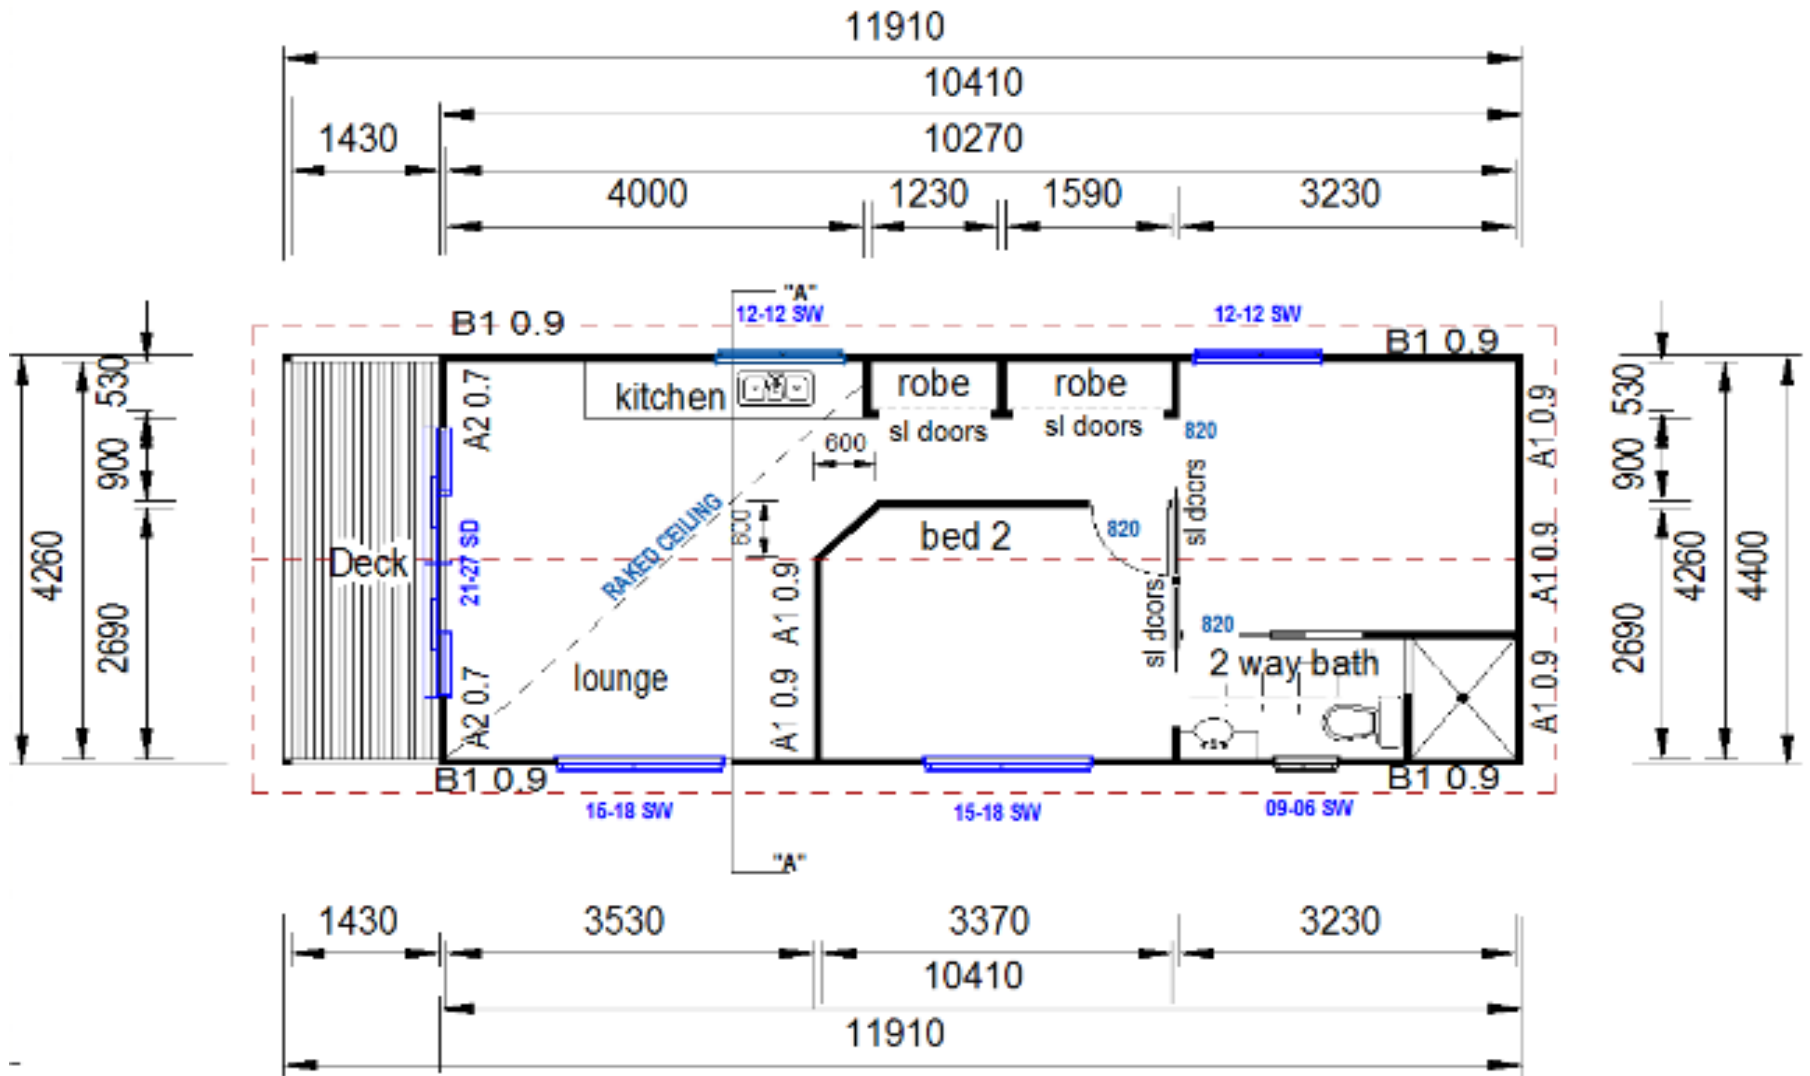 11910
10410
1430
10270
4000
1230
1590
3230
"A"
12-12 SW
12-12 SW
B1 0.9
B1 0.9
530
900
4260
2690
A2 0.7
kitchen
robe
robe
sl doors
sl doors
820
600
A1 0.9
530
900
4260
4400
2690
Deck
21-27 SD
RAKED CEILING
600
bed 2
820
sl doors
A1 0.9
A1 0.9
sl doors
820
2 way bath
lounge
A2 0.7
A1 0.9
A1 0.9
B1 0.9
B1 0.9
15-18 SW
15-18 SW
09-06 SW
"A"
1430
3530
3370
3230
10410
11910